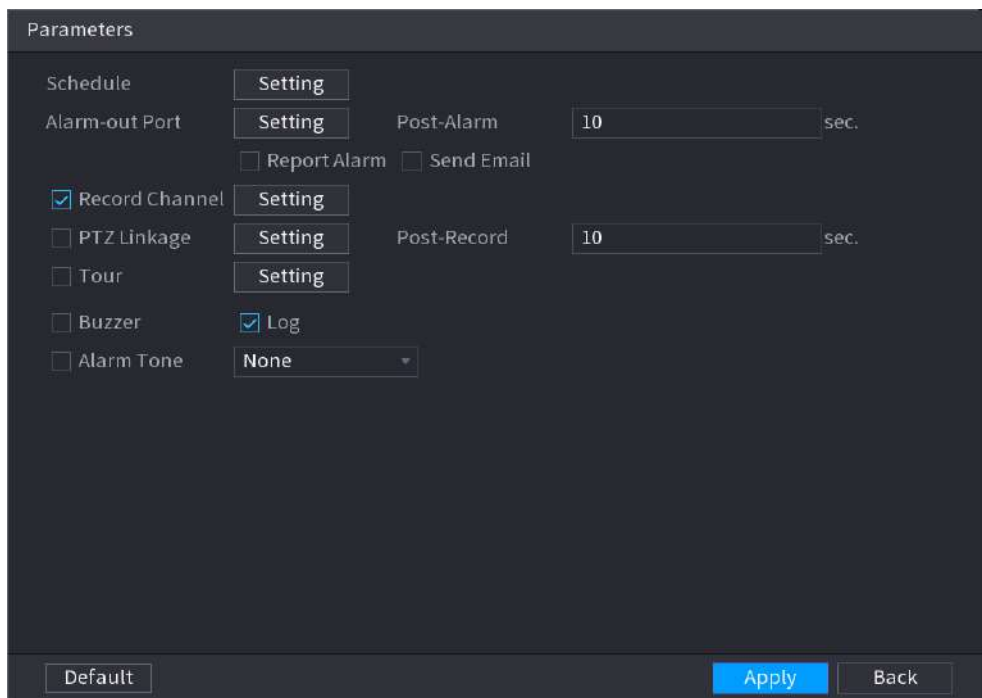 Parameters
Schedule Setting
Alarm-out Port Setting Post-Alarm 10 sec.
Report Alarm Send Email
Record Channel Setting
PTZ Linkage Setting Post-Record 10 sec.
Tour Setting
Buzzer Log
Alarm Tone None
Default Apply Back